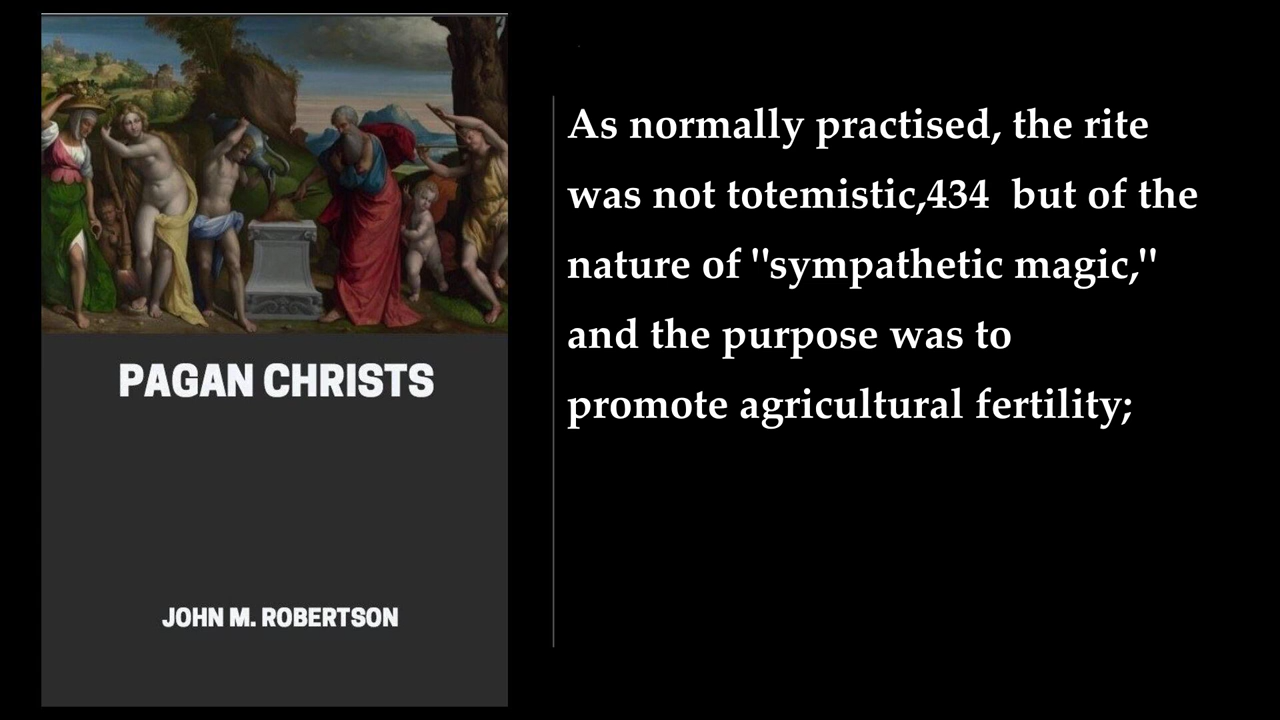 PAGAN CHRISTS
JOHN M. ROBERTSON
As normally practised, the rite
was not totemistic,434  but of the
nature of "sympathetic magic,"
and the purpose was to
promote agricultural fertility;